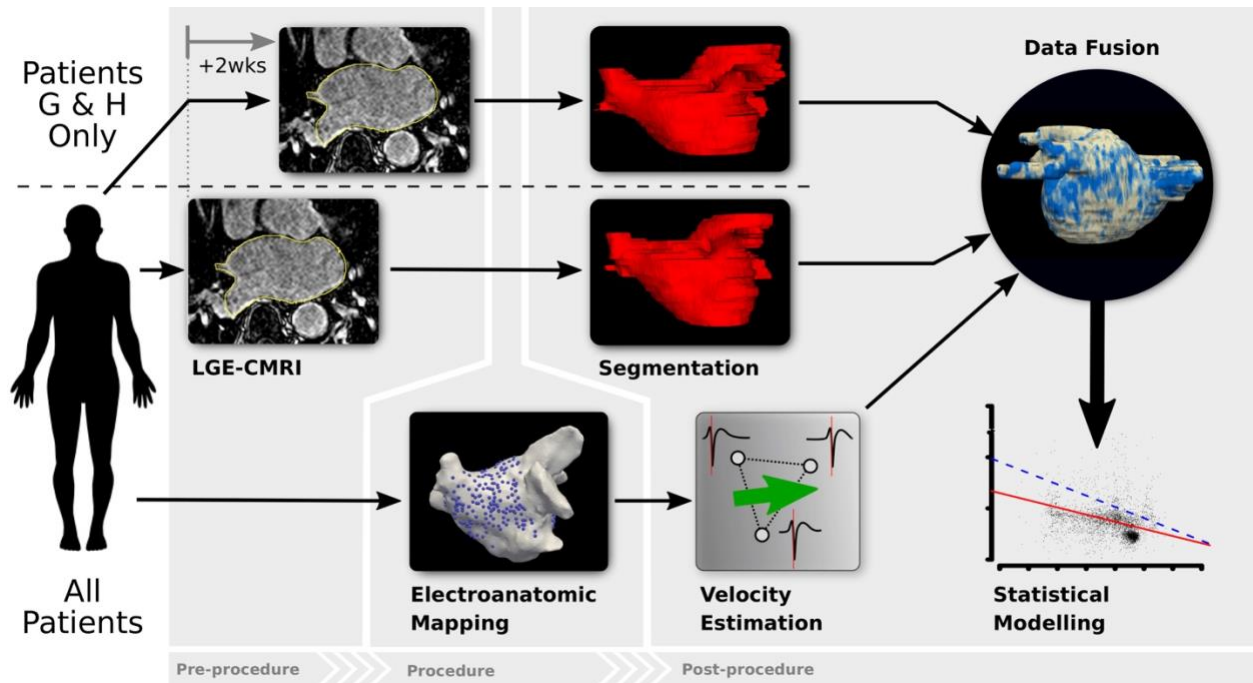 Patients
G & H
Only
+2wks
Data Fusion
LGE-CMRI
Segmentation
All
Patients
Electroanatomic
Mapping
Velocity
Estimation
Statistical
Modelling
Pre-procedure
Procedure
Post-procedure